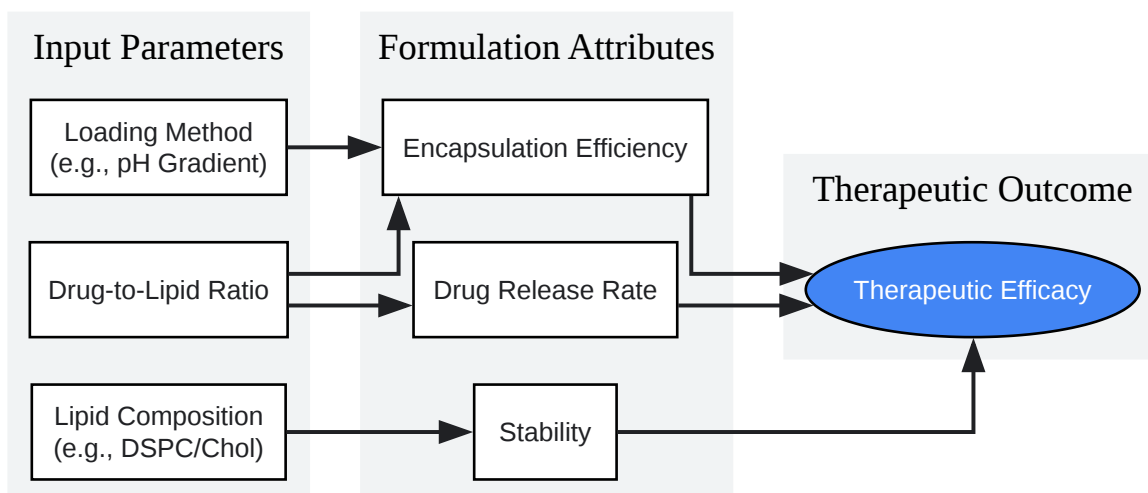 Input Parameters
Loading Method
(e.g., pH Gradient)
Drug-to-Lipid Ratio
Lipid Composition
(e.g., DSPC/Chol)
Formulation Attributes
Encapsulation Efficiency
Drug Release Rate
Stability
Therapeutic Outcome
Therapeutic Efficacy